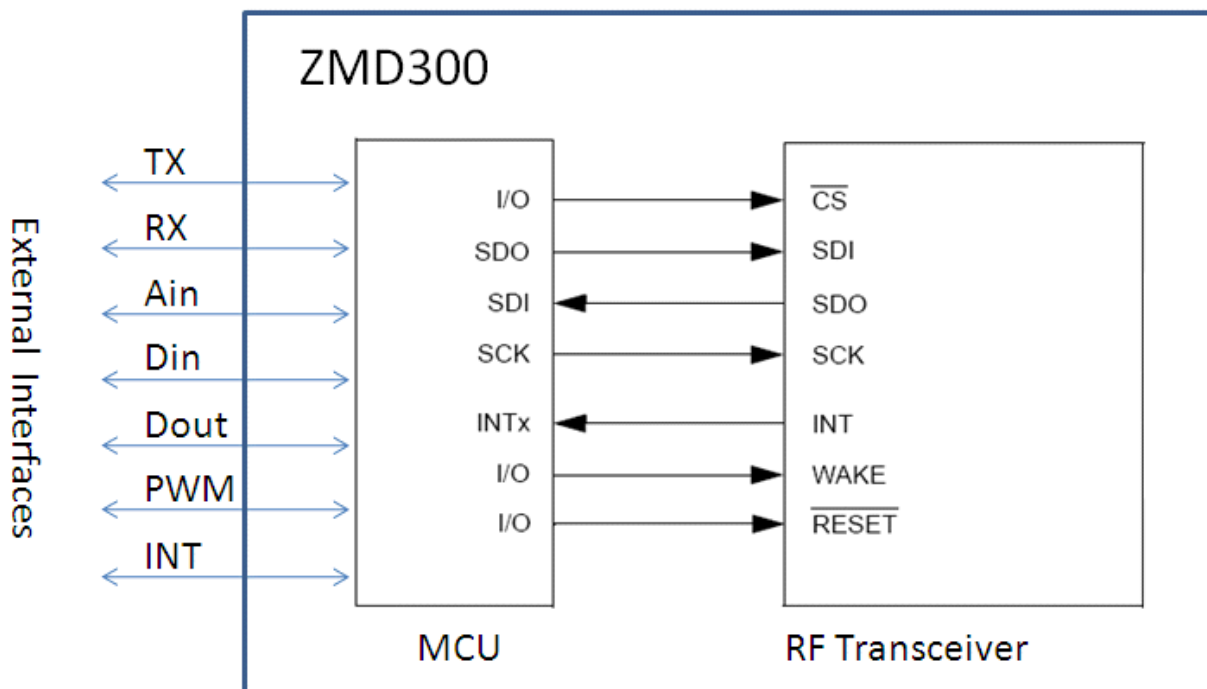 ZMD300
External Interfaces
TX
RX
Ain
Din
Dout
PWM
INT
I/O
SDO
SDI
SCK
INTx
I/O
I/O
CS
SDI
SDO
SCK
INT
WAKE
RESET
MCU
RF Transceiver